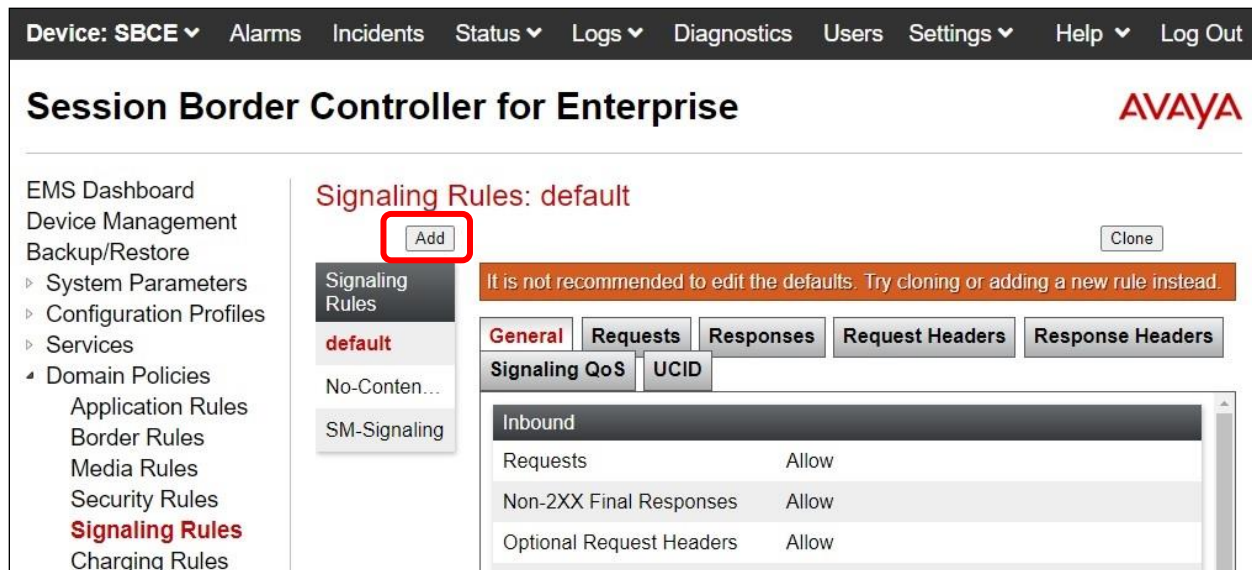 Device: SBCE Alarms Incidents Status Logs Diagnostics Users Settings Help Log Out
Session Border Controller for Enterprise
AVAYA
EMS Dashboard
Device Management
Backup/Restore
System Parameters
Configuration Profiles
Services
Domain Policies
Application Rules
Border Rules
Media Rules
Security Rules
Signaling Rules
Charging Rules
Signaling Rules: default
Add
Clone
Signaling
Rules
default
No-Conten...
SM-Signaling
It is not recommended to edit the defaults. Try cloning or adding a new rule instead.
General Requests Responses Request Headers Response Headers
Signaling QoS UCID
Inbound
Requests Allow
Non-2XX Final Responses Allow
Optional Request Headers Allow